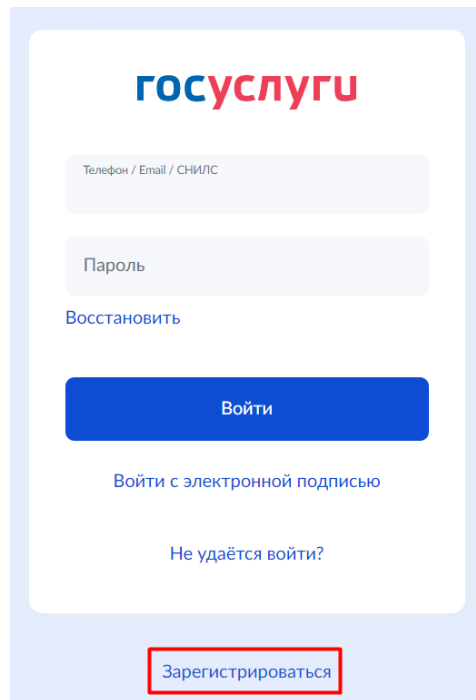 госуслуги
Телефон / Email / СНИЛС
Пароль
Восстановить
Войти
Войти с электронной подписью
Не удаётся войти?
Зарегистрироваться